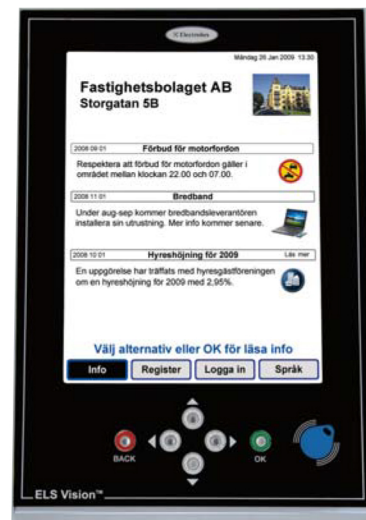 Electrolux
Måndag 26 Jan 2009 13.30
Fastighetsbolaget AB
Storgatan 5B
2008 09 01 Förbud för motorfordon
Respektera att förbud för motorfordon gäller i
området mellan klockan 22.00 och 07.00.
2008 11 01 Bredband
Under aug-sep kommer bredbandsleverantören
installera sin utrustning. Mer info kommer senare.
2008 10 01 Hyreshöjning för 2009 Läs mer
En uppgörelse har träffats med hyresgästföreningen
om en hyreshöjning för 2009 med 2,95%.
Välj alternativ eller OK för läsa info
Info Register Logga in Språk
BACK OK
ELS Vision™